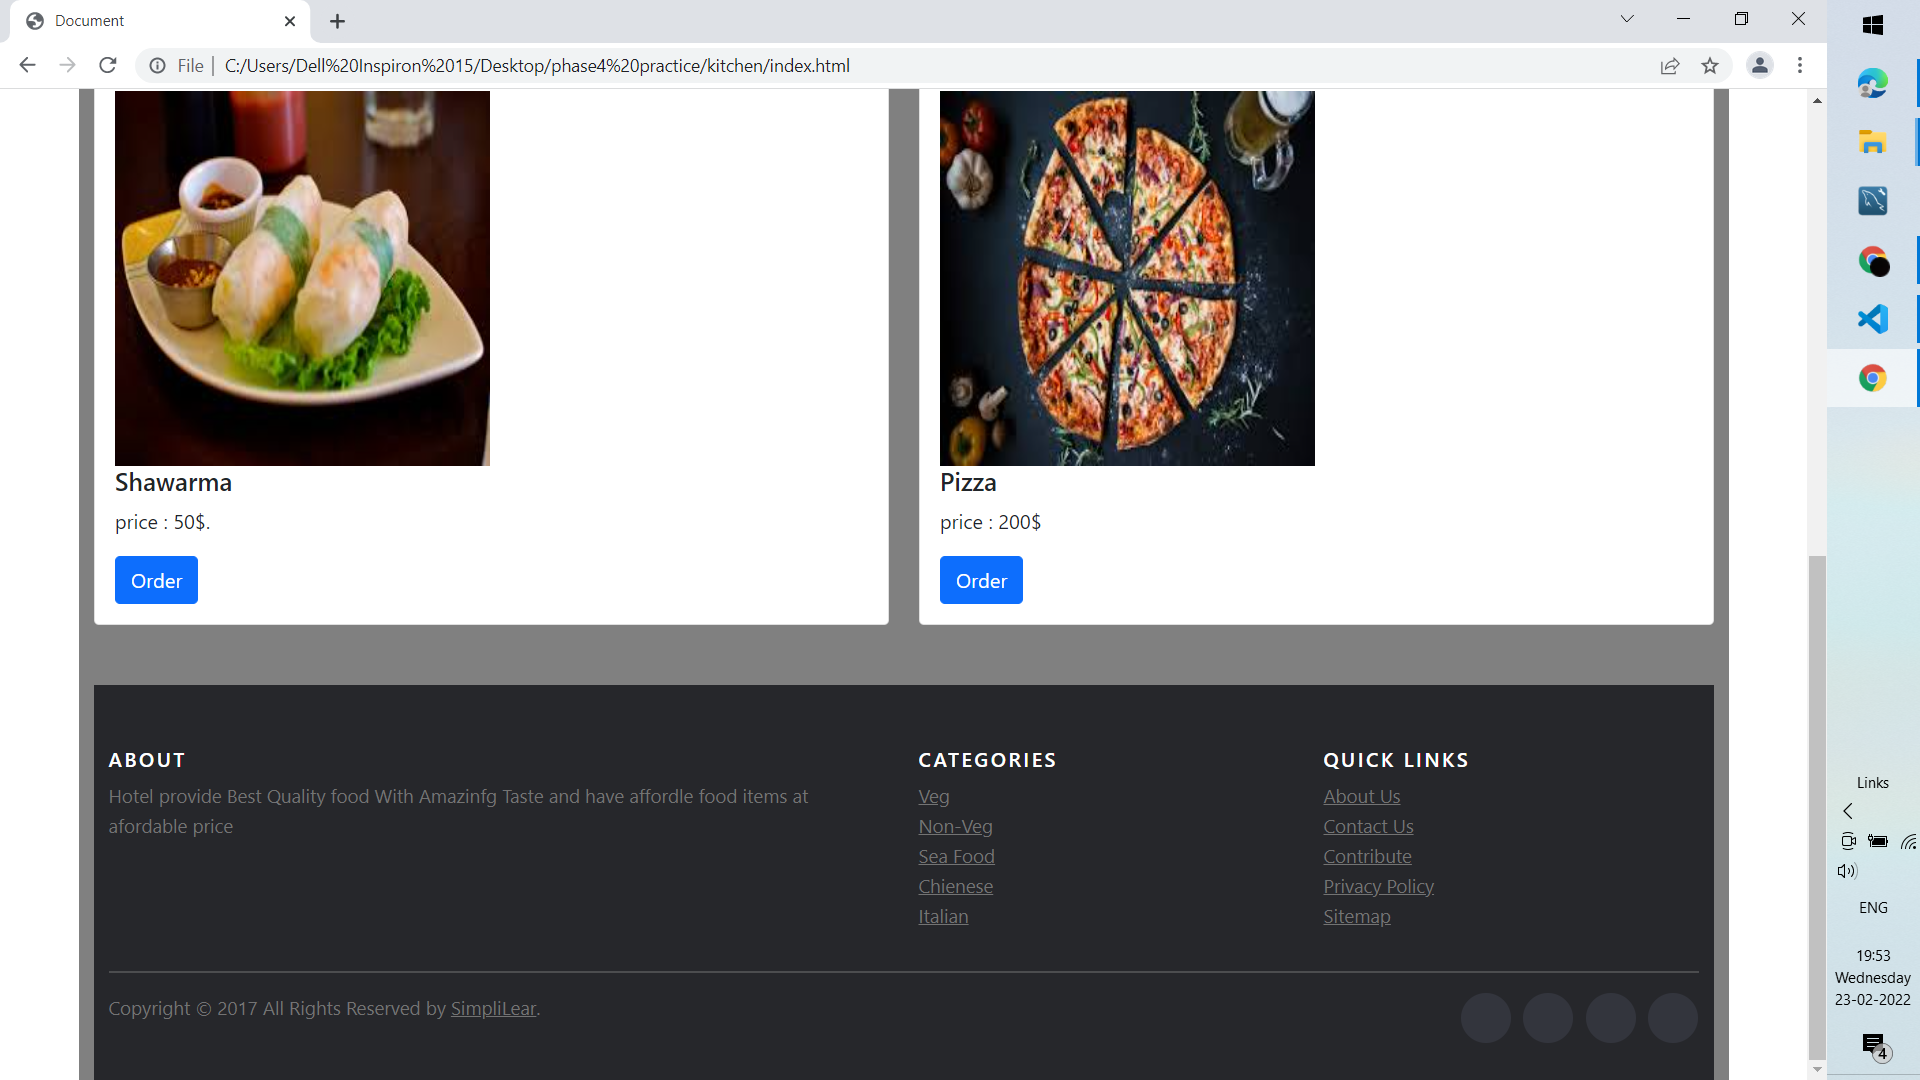 Document
File | C:/Users/Dell%20Inspiron%2015/Desktop/phase4%20practice/kitchen/index.html
Shawarma
price : 50$.
Order
Pizza
price : 200$
Order
ABOUT
Hotel provide Best Quality food With Amazinfg Taste and have affordle food items at
afordable price
CATEGORIES
Veg
Non-Veg
Sea Food
Chienese
Italian
QUICK LINKS
About Us
Contact Us
Contribute
Privacy Policy
Sitemap
Copyright © 2017 All Rights Reserved by SimpliLear.
Links
ENG
19:53
Wednesday
23-02-2022
4